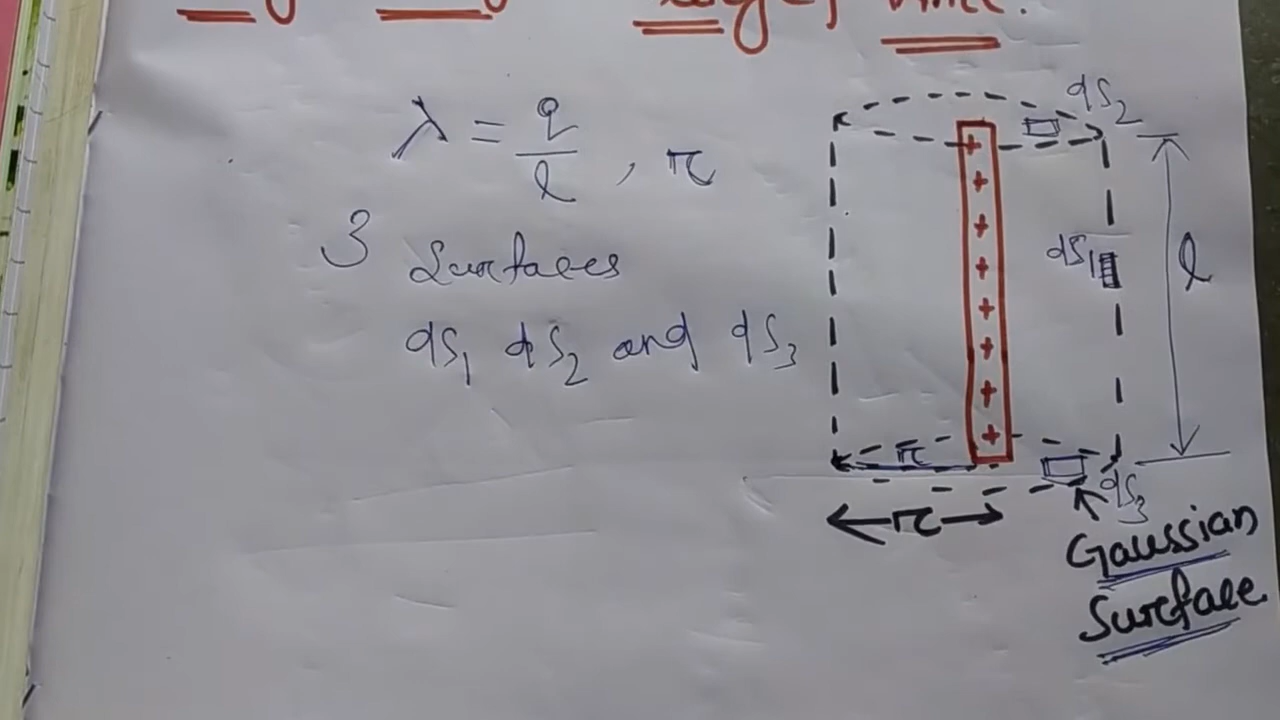 λ = q/l , r
3 Surfaces
dS₁ dS₂ and dS₃
dS₂
+
+
+
dS₁
l
+
+
+
+
+
r
dS₃
r
Gaussian
Surface